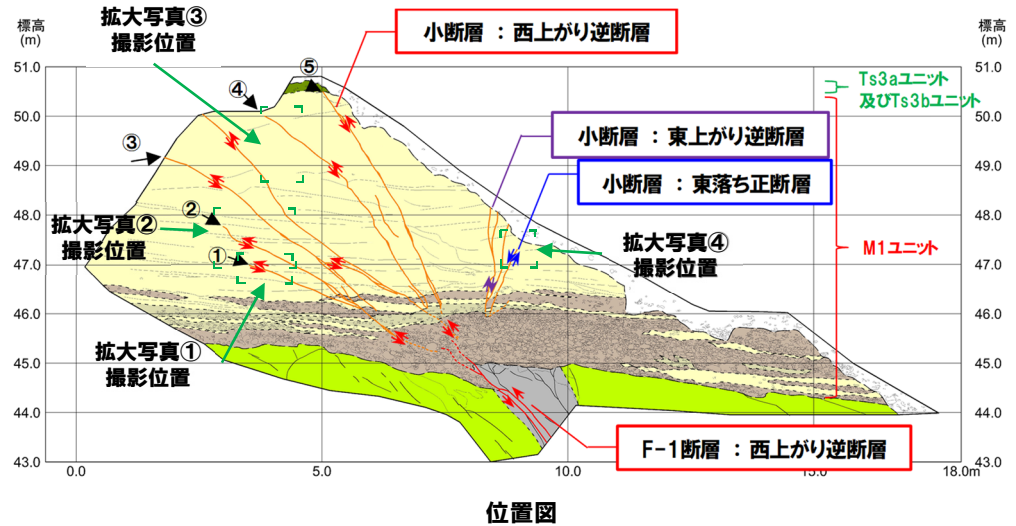 標高
(m)
拡大写真③
撮影位置
小断層 ： 西上がり逆断層
標高
(m)
51.0
50.0
49.0
48.0
47.0
46.0
45.0
44.0
43.0
④
⑤
③
②
①
Ts3aユニット
及びTs3bユニット
小断層 ： 東上がり逆断層
小断層 ： 東落ち正断層
拡大写真②
撮影位置
拡大写真④
撮影位置
M1ユニット
拡大写真①
撮影位置
F-1断層 ： 西上がり逆断層
51.0
50.0
49.0
48.0
47.0
46.0
45.0
44.0
43.0
0.0
5.0
10.0
15.0
18.0m
位置図